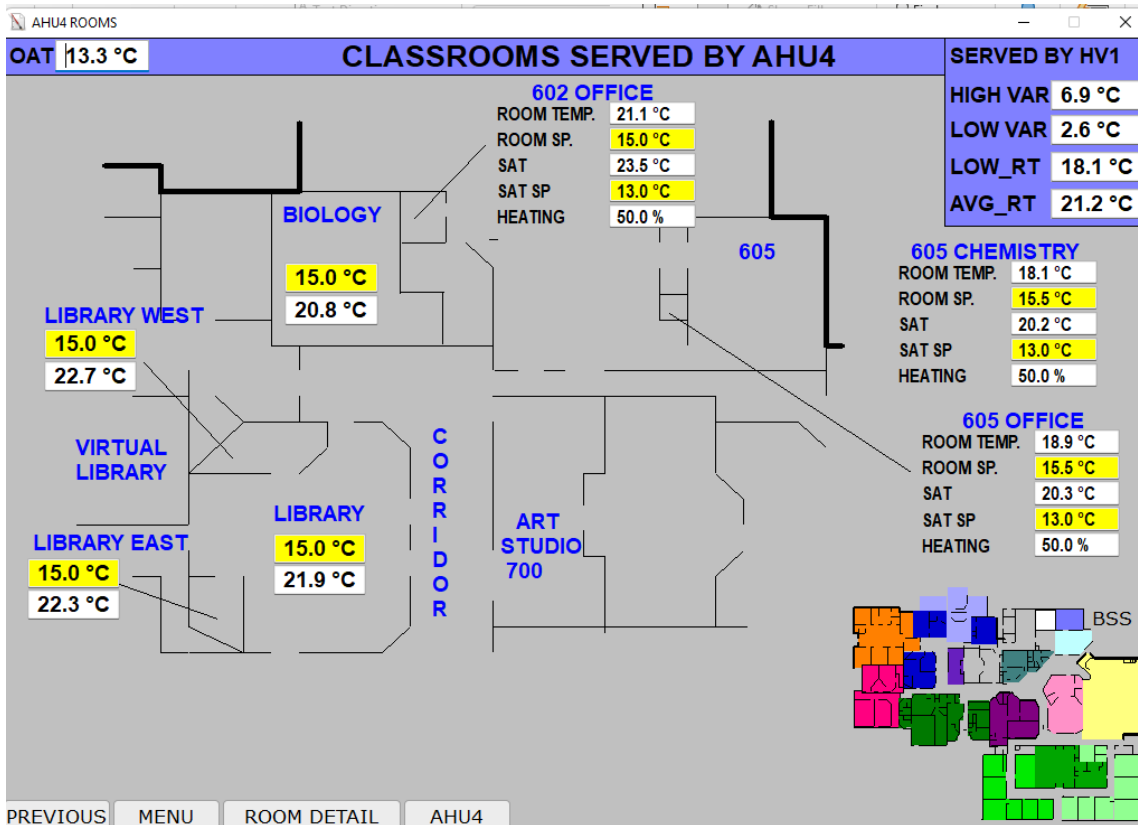 AHU4 ROOMS
OAT 13.3 °C
CLASSROOMS SERVED BY AHU4
SERVED BY HV1
HIGH VAR 6.9 °C
LOW VAR 2.6 °C
LOW_RT 18.1 °C
AVG_RT 21.2 °C
602 OFFICE
ROOM TEMP. 21.1 °C
ROOM SP. 15.0 °C
SAT 23.5 °C
SAT SP 13.0 °C
HEATING 50.0 %
BIOLOGY
15.0 °C
20.8 °C
605
605 CHEMISTRY
ROOM TEMP. 18.1 °C
ROOM SP. 15.5 °C
SAT 20.2 °C
SAT SP 13.0 °C
HEATING 50.0 %
LIBRARY WEST
15.0 °C
22.7 °C
605 OFFICE
ROOM TEMP. 18.9 °C
ROOM SP. 15.5 °C
SAT 20.3 °C
SAT SP 13.0 °C
HEATING 50.0 %
VIRTUAL
LIBRARY
CORRIDOR
LIBRARY
15.0 °C
21.9 °C
ART
STUDIO
700
LIBRARY EAST
15.0 °C
22.3 °C
BSS
PREVIOUS MENU ROOM DETAIL AHU4